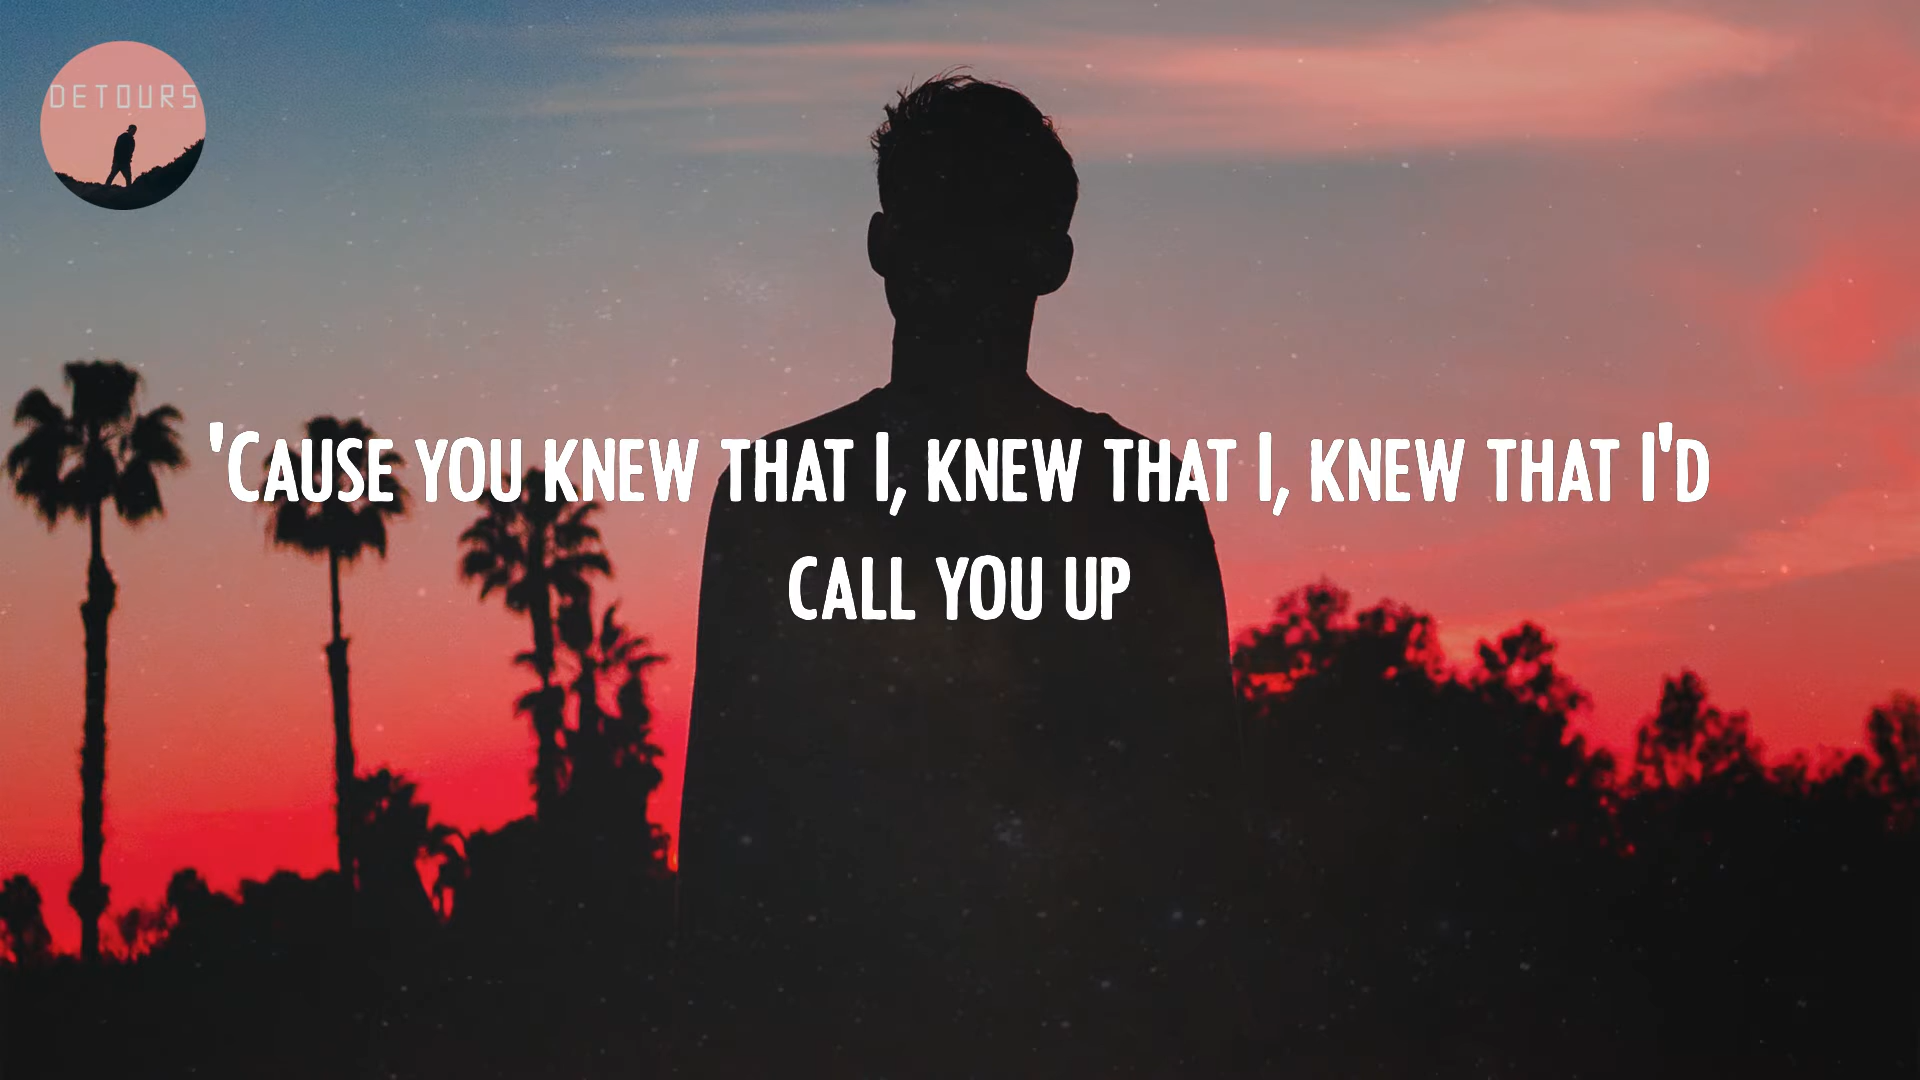 DETOURS
'Cause you knew that I, knew that I, knew that I'd
call you up